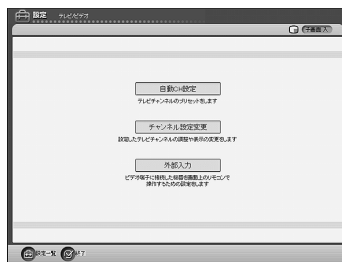 設定 テレビ/ビデオ
子画面 入
自動CH設定
テレビチャンネルのプリセットをします
チャンネル設定変更
設定したテレビチャンネルの調整や表示の変更をします
外部入力
ビデオ端子に接続した機器を画面上のリモコンで
操作するための設定をします
設定一覧 終了